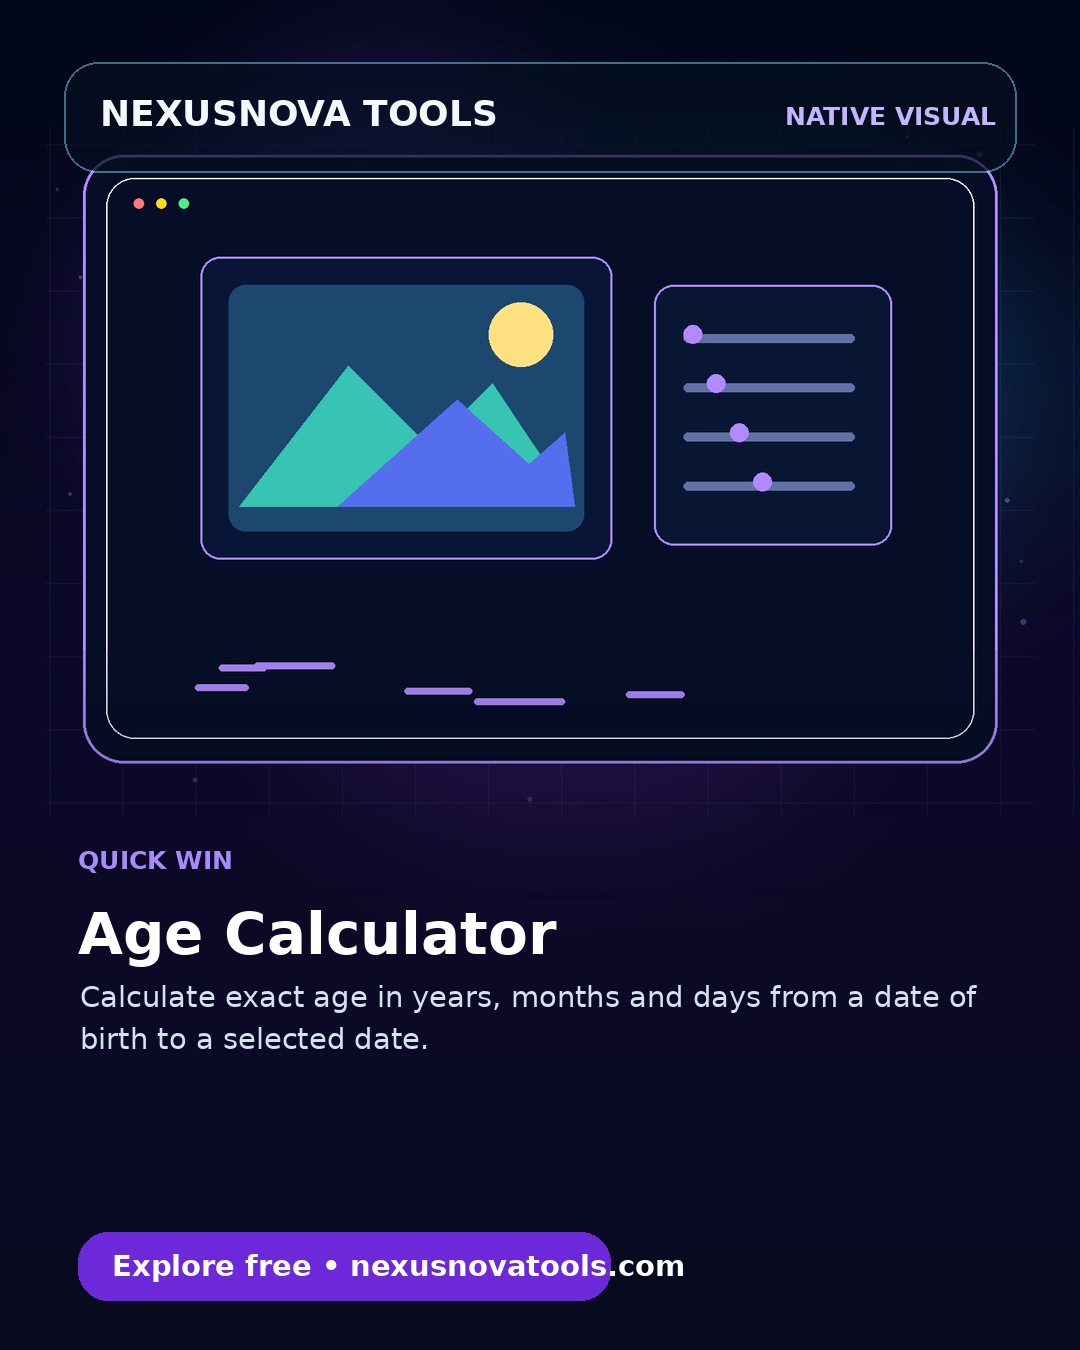 NEXUSNOVA TOOLS
NATIVE VISUAL
QUICK WIN
Age Calculator
Calculate exact age in years, months and days from a date of
birth to a selected date.
Explore free • nexusnovatools.com